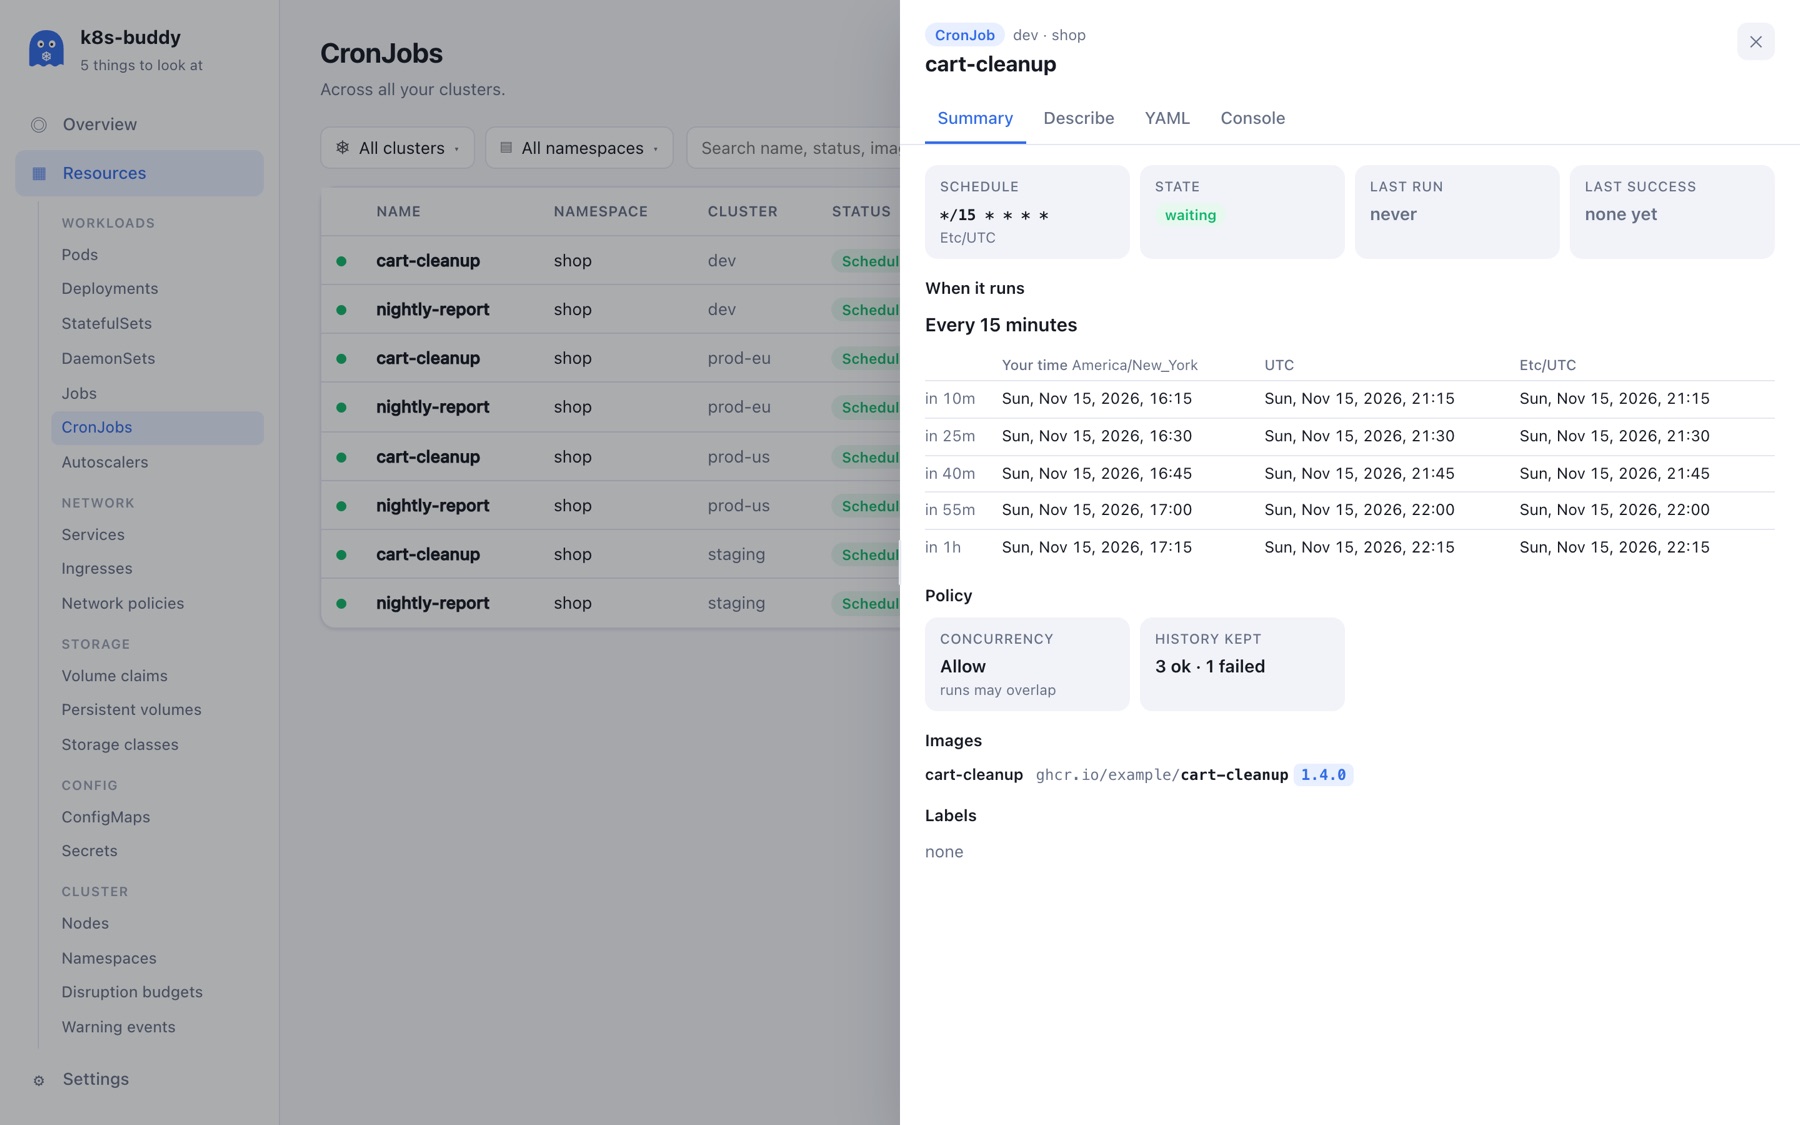 k8s-buddy
5 things to look at
Overview
Resources
WORKLOADS
Pods
Deployments
StatefulSets
DaemonSets
Jobs
CronJobs
Autoscalers
NETWORK
Services
Ingresses
Network policies
STORAGE
Volume claims
Persistent volumes
Storage classes
CONFIG
ConfigMaps
Secrets
CLUSTER
Nodes
Namespaces
Disruption budgets
Warning events
Settings
CronJobs
Across all your clusters.
All clusters All namespaces Search name, status, ima
NAME NAMESPACE CLUSTER STATUS
cart-cleanup shop dev Schedul
nightly-report shop dev Schedul
cart-cleanup shop prod-eu Schedul
nightly-report shop prod-eu Schedul
cart-cleanup shop prod-us Schedul
nightly-report shop prod-us Schedul
cart-cleanup shop staging Schedul
nightly-report shop staging Schedul
CronJob dev · shop
cart-cleanup
Summary Describe YAML Console
SCHEDULE
*/15 * * * *
Etc/UTC
STATE
waiting
LAST RUN
never
LAST SUCCESS
none yet
When it runs
Every 15 minutes
Your time America/New_York UTC Etc/UTC
in 10m Sun, Nov 15, 2026, 16:15 Sun, Nov 15, 2026, 21:15 Sun, Nov 15, 2026, 21:15
in 25m Sun, Nov 15, 2026, 16:30 Sun, Nov 15, 2026, 21:30 Sun, Nov 15, 2026, 21:30
in 40m Sun, Nov 15, 2026, 16:45 Sun, Nov 15, 2026, 21:45 Sun, Nov 15, 2026, 21:45
in 55m Sun, Nov 15, 2026, 17:00 Sun, Nov 15, 2026, 22:00 Sun, Nov 15, 2026, 22:00
in 1h Sun, Nov 15, 2026, 17:15 Sun, Nov 15, 2026, 22:15 Sun, Nov 15, 2026, 22:15
Policy
CONCURRENCY
Allow
runs may overlap
HISTORY KEPT
3 ok · 1 failed
Images
cart-cleanup ghcr.io/example/cart-cleanup 1.4.0
Labels
none